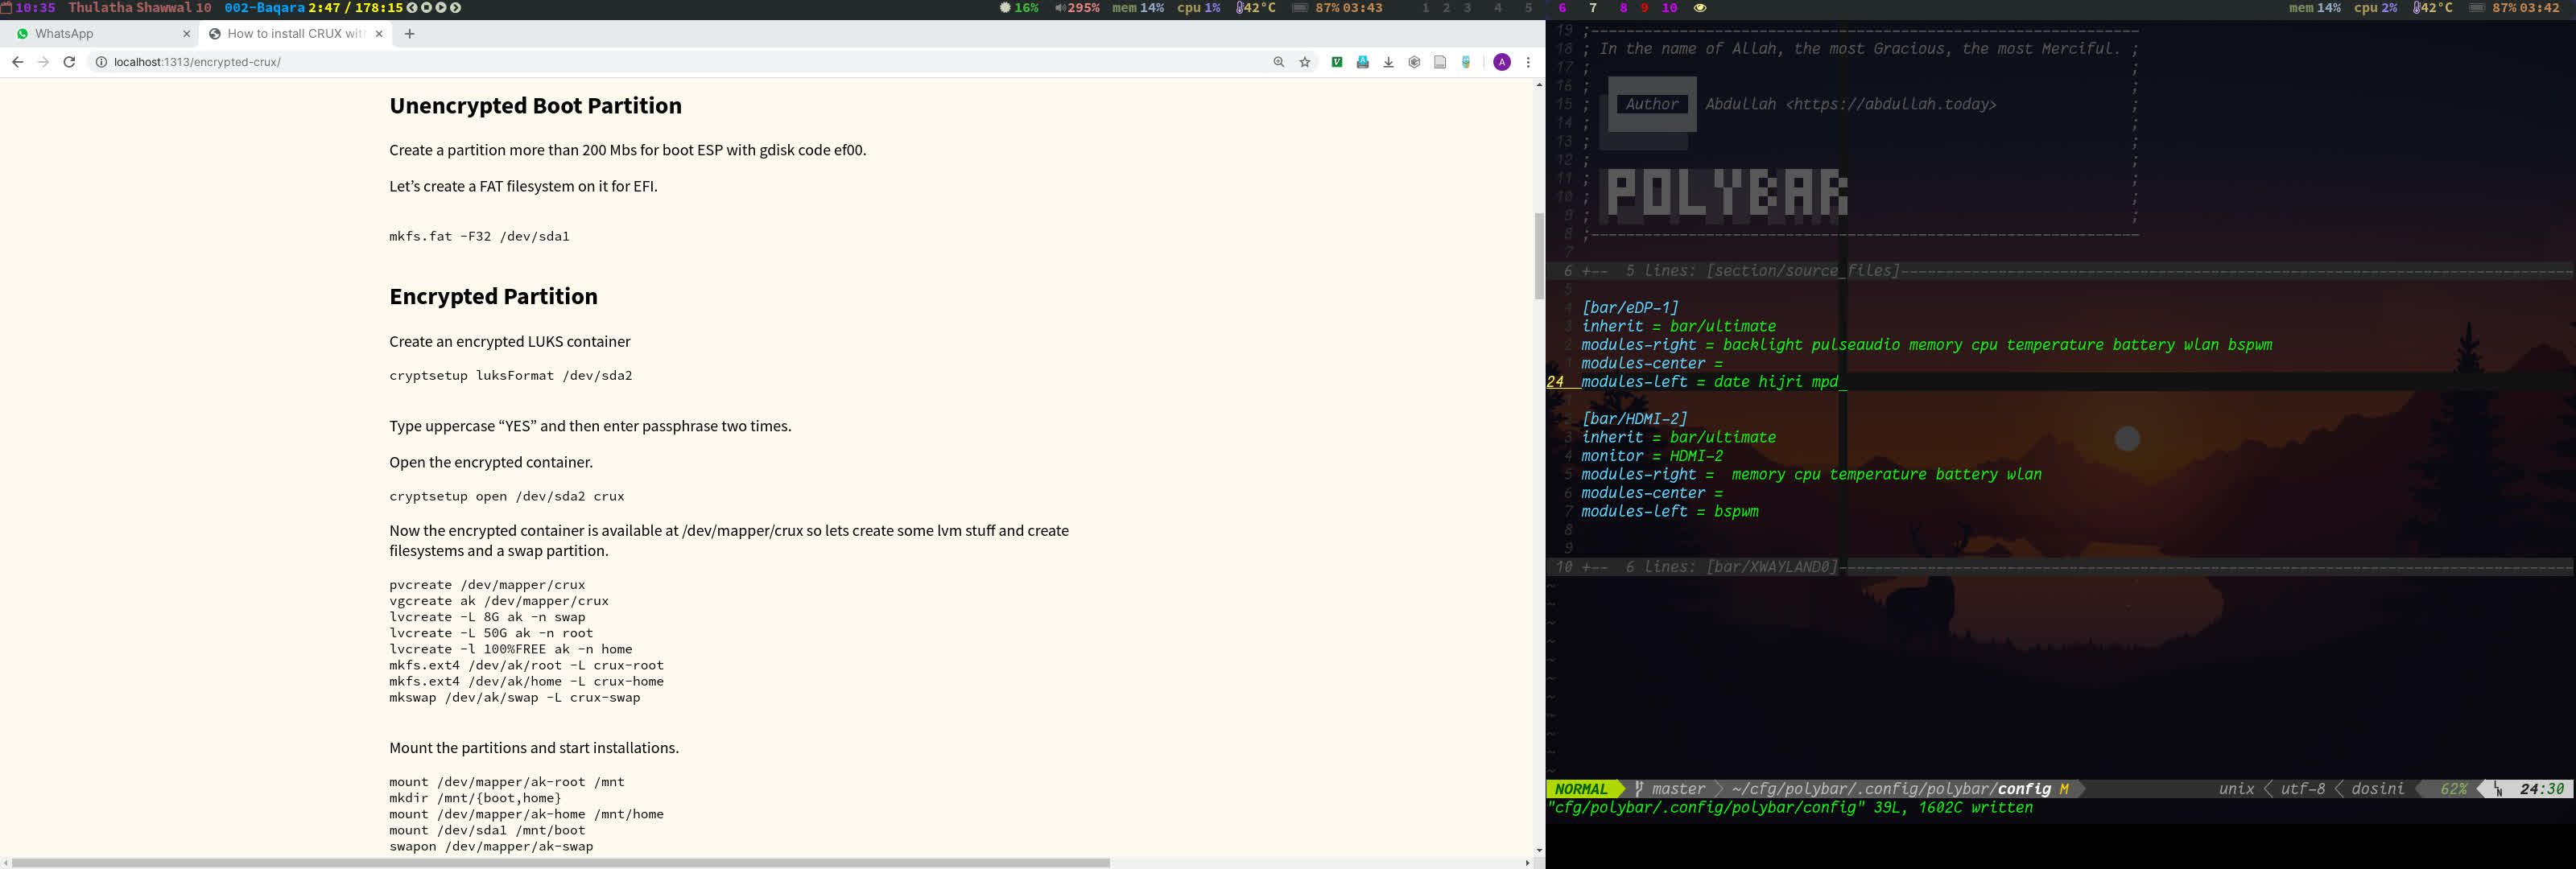 10:35 Thulatha Shawwal 10 002-Baqara 2:47 / 178:15
16% 295% mem 14% cpu 1% 42°C 87% 03:43 1 2 3 4 5
WhatsApp
How to install CRUX wit
localhost:1313/encrypted-crux/
A
Unencrypted Boot Partition
Create a partition more than 200 Mbs for boot ESP with gdisk code ef00.
Let’s create a FAT filesystem on it for EFI.
mkfs.fat -F32 /dev/sda1
Encrypted Partition
Create an encrypted LUKS container
cryptsetup luksFormat /dev/sda2
Type uppercase “YES” and then enter passphrase two times.
Open the encrypted container.
cryptsetup open /dev/sda2 crux
Now the encrypted container is available at /dev/mapper/crux so lets create some lvm stuff and create
filesystems and a swap partition.
pvcreate /dev/mapper/crux
vgcreate ak /dev/mapper/crux
lvcreate -L 8G ak -n swap
lvcreate -L 50G ak -n root
lvcreate -l 100%FREE ak -n home
mkfs.ext4 /dev/ak/root -L crux-root
mkfs.ext4 /dev/ak/home -L crux-home
mkswap /dev/ak/swap -L crux-swap
Mount the partitions and start installations.
mount /dev/mapper/ak-root /mnt
mkdir /mnt/{boot,home}
mount /dev/mapper/ak-home /mnt/home
mount /dev/sda1 /mnt/boot
swapon /dev/mapper/ak-swap
6 7 8 9 10 mem 14% cpu 2% 42°C 87% 03:42
19 ;--------------------------------------------------------------
18 ; In the name of Allah, the most Gracious, the most Merciful. ;
17 ; ;
16 ; ;
15 ; Author Abdullah <https://abdullah.today> ;
14 ; ;
13 ; ;
12 ; ;
11 ; POLYBAR ;
10 ; ;
9 ; ;
8 ;--------------------------------------------------------------
7
6 +-- 5 lines: [section/source_files]
5
4 [bar/eDP-1]
3 inherit = bar/ultimate
2 modules-right = backlight pulseaudio memory cpu temperature battery wlan bspwm
1 modules-center =
24 modules-left = date hijri mpd
1
2 [bar/HDMI-2]
3 inherit = bar/ultimate
4 monitor = HDMI-2
5 modules-right =  memory cpu temperature battery wlan
6 modules-center =
7 modules-left = bspwm
8
9
10 +-- 6 lines: [bar/XWAYLAND0]
NORMAL master ~/cfg/polybar/.config/polybar/config M unix utf-8 dosini 62% 24:30
"cfg/polybar/.config/polybar/config" 39L, 1602C written